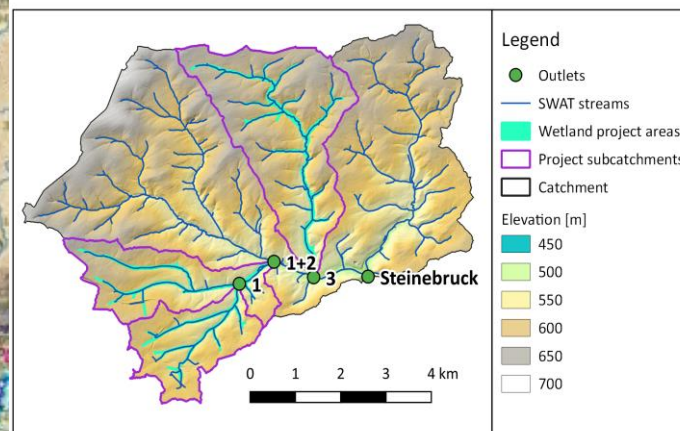 1
1+2
3
Steinebruck
0 1 2 3 4 km
Legend
Outlets
SWAT streams
Wetland project areas
Project subcatchments
Catchment
Elevation [m]
450
500
550
600
650
700